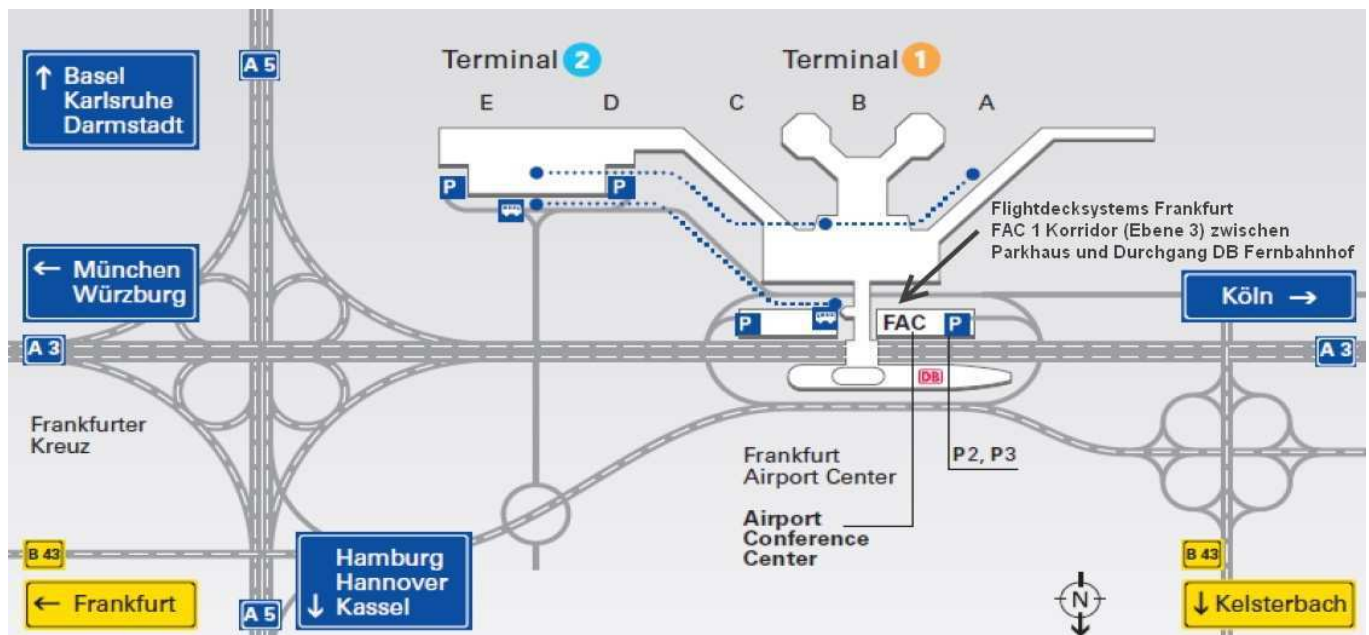 ↑ Basel
Karlsruhe
Darmstadt
A 5
Terminal 2
Terminal 1
E
D
C
B
A
P
P
Flightdecksystems Frankfurt
FAC 1 Korridor (Ebene 3) zwischen
Parkhaus und Durchgang DB Fernbahnhof
← München
Würzburg
Köln →
P
FAC
P
A 3
A 3
DB
Frankfurter
Kreuz
Frankfurt
Airport Center
P2, P3
Airport
Conference
Center
B 43
← Frankfurt
A 5
Hamburg
Hannover
↓ Kassel
N
B 43
↓ Kelsterbach